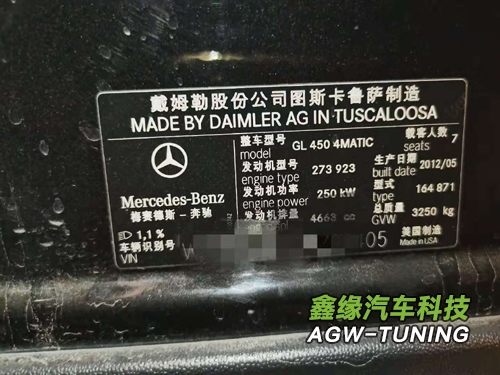 戴姆勒股份公司图斯卡鲁萨制造
MADE BY DAIMLER AG IN TUSCALOOSA
整车型号 GL 450 4MATIC 载客人数 7
model seats
发动机型号 273 923 生产日期 2012/05
engine type built date
发动机功率 250 kW 型式 164 871
engine power type
发动机排量 4663 cc 总质量 3250 kg
GVW
Mercedes-Benz
梅赛德斯-奔驰
1,1%
车辆识别号 05 美国制造
VIN Made in USA
鑫缘汽车科技
AGW-TUNING